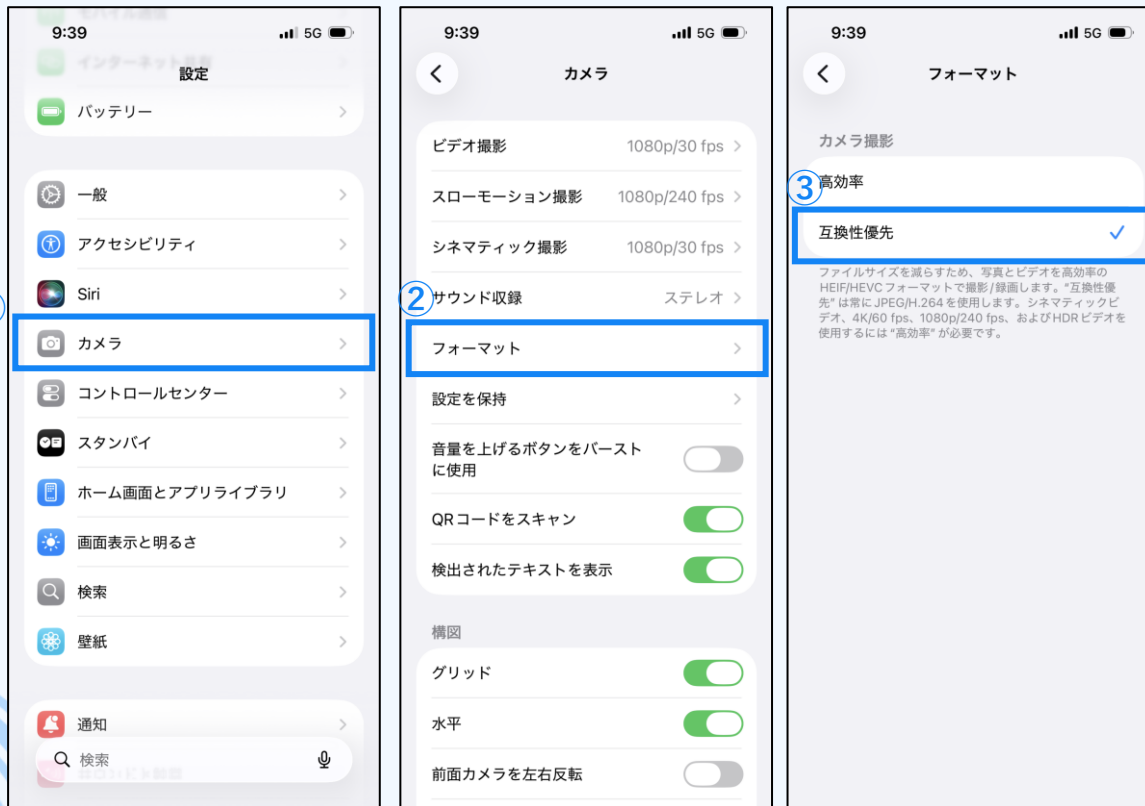 9:39
5G
設定
バッテリー
一般
アクセシビリティ
Siri
カメラ
コントロールセンター
スタンバイ
ホーム画面とアプリライブラリ
画面表示と明るさ
検索
壁紙
通知
検索
9:39
5G
カメラ
ビデオ撮影 1080p/30 fps
スローモーション撮影 1080p/240 fps
シネマティック撮影 1080p/30 fps
②
サウンド収録 ステレオ
フォーマット
設定を保持
音量を上げるボタンをバースト
に使用
QRコードをスキャン
検出されたテキストを表示
構図
グリッド
水平
前面カメラを左右反転
9:39
5G
フォーマット
カメラ撮影
③
高効率
互換性優先
ファイルサイズを減らすため、写真とビデオを高効率の
HEIF/HEVCフォーマットで撮影/録画します。"互換性優
先" は常にJPEG/H.264を使用します。シネマティックビ
デオ、4K/60 fps、1080p/240 fps、およびHDRビデオを
使用するには "高効率" が必要です。